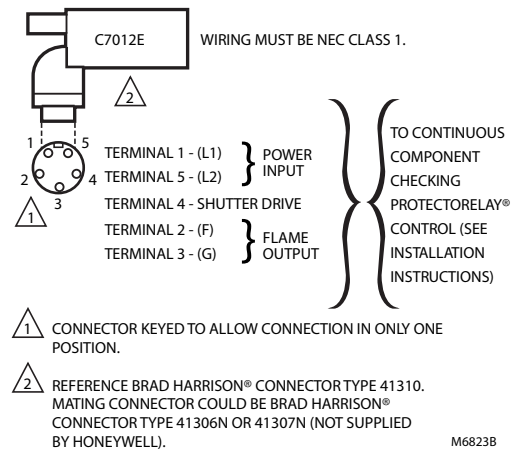 C7012E
WIRING MUST BE NEC CLASS 1.
2
1
5
2
4
3
1
TERMINAL 1 - (L1)
TERMINAL 5 - (L2)
POWER
INPUT
TERMINAL 4 - SHUTTER DRIVE
TERMINAL 2 - (F)
TERMINAL 3 - (G)
FLAME
OUTPUT
TO CONTINUOUS
COMPONENT
CHECKING
PROTECTORELAY®
CONTROL (SEE
INSTALLATION
INSTRUCTIONS)
1 CONNECTOR KEYED TO ALLOW CONNECTION IN ONLY ONE
POSITION.
2 REFERENCE BRAD HARRISON® CONNECTOR TYPE 41310.
MATING CONNECTOR COULD BE BRAD HARRISON®
CONNECTOR TYPE 41306N OR 41307N (NOT SUPPLIED
BY HONEYWELL).
M6823B